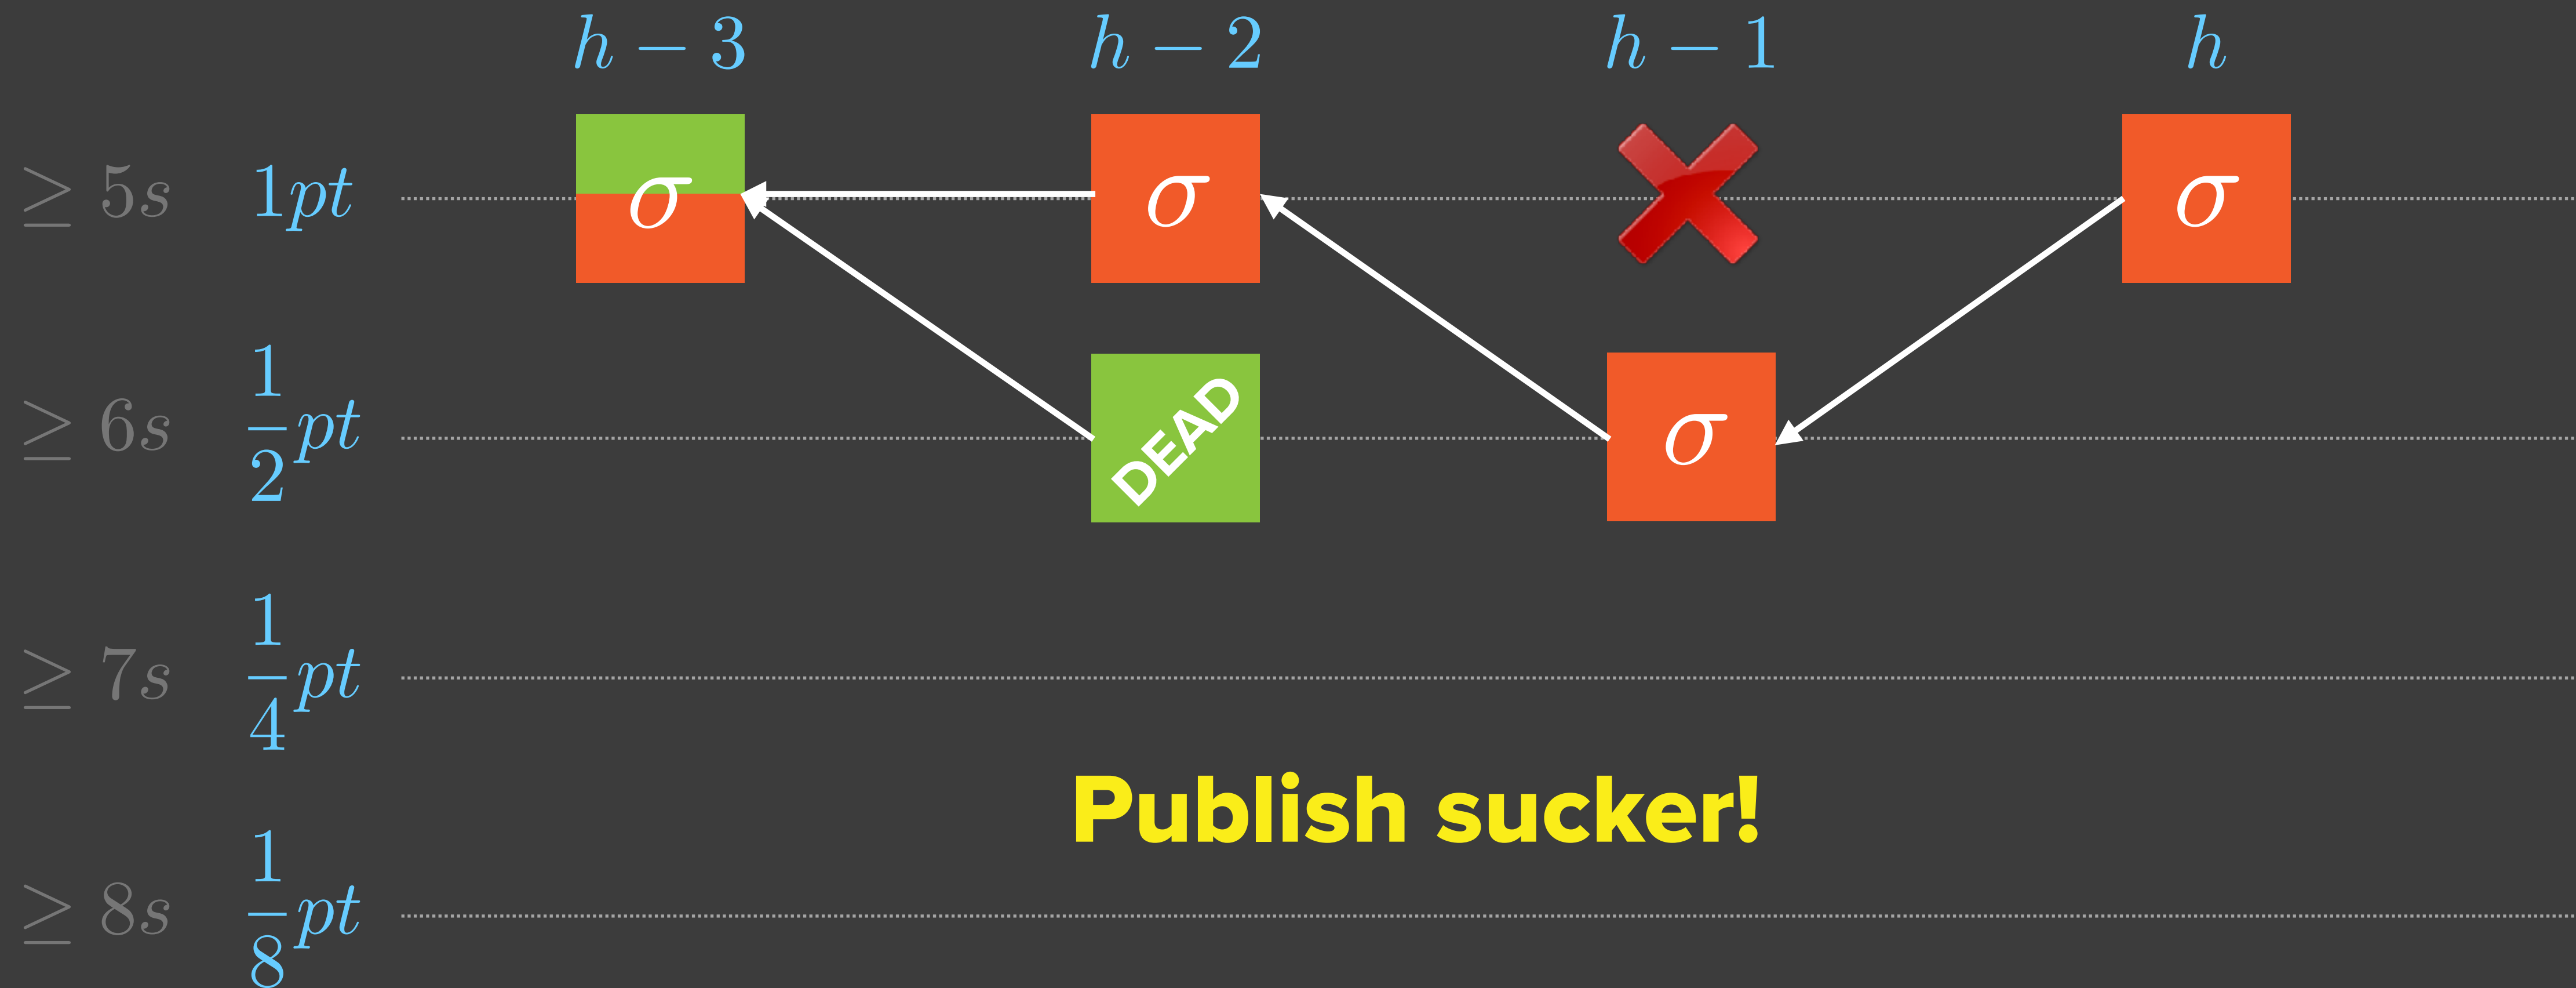 h − 3 h − 2 h − 1 h
≥ 5s 1pt σ σ σ
≥ 6s 1/2 pt DEAD σ
≥ 7s 1/4 pt
Publish sucker!
≥ 8s 1/8 pt